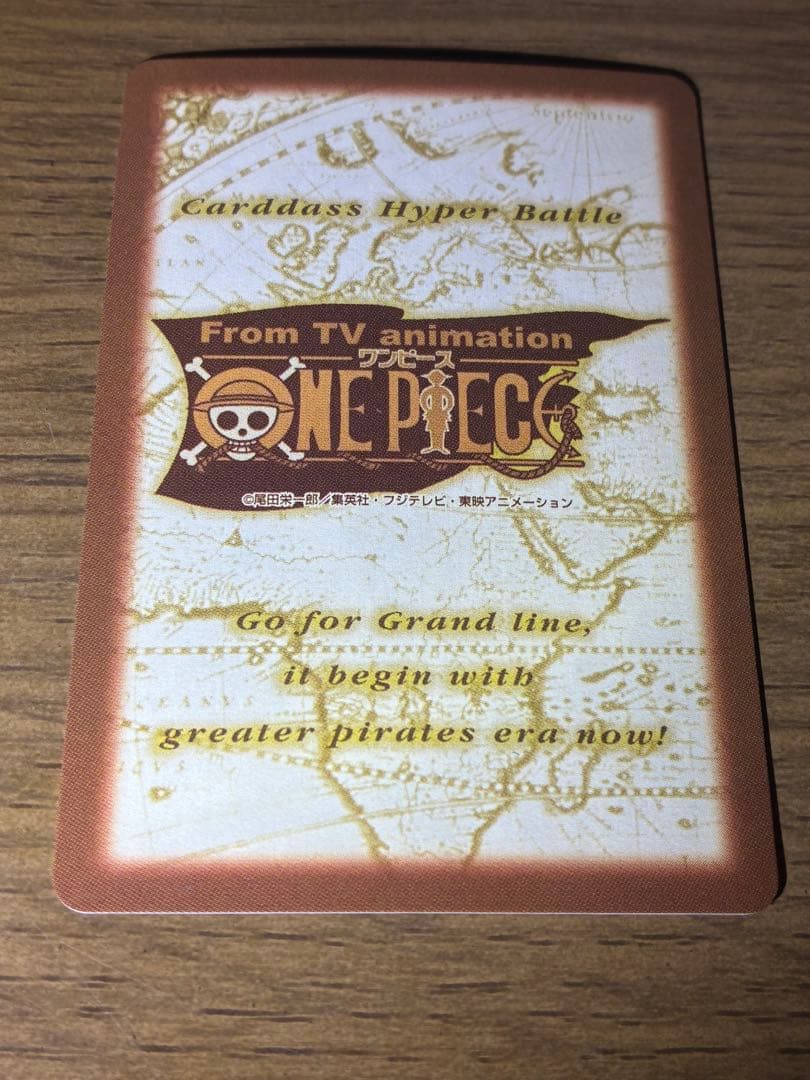 Carddass Hyper Battle
From TV animation
ワンピース
ONE PIECE
©尾田栄一郎／集英社・フジテレビ・東映アニメーション
Go for Grand line,
it begin with
greater pirates era now!